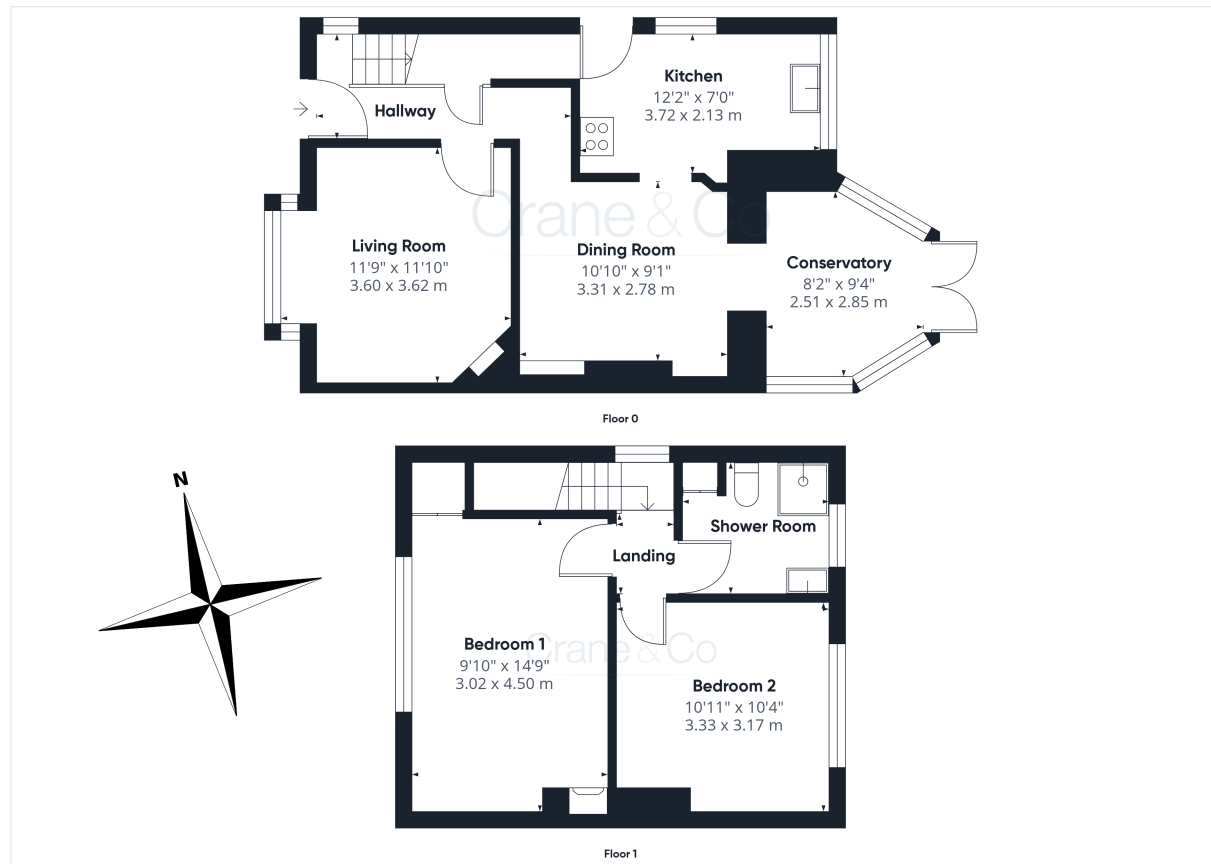 Kitchen
12'2" x 7'0"
3.72 x 2.13 m
Hallway
Crane & Co
Living Room
11'9" x 11'10"
3.60 x 3.62 m
Dining Room
10'10" x 9'1"
3.31 x 2.78 m
Conservatory
8'2" x 9'4"
2.51 x 2.85 m
Floor 0
N
Shower Room
Landing
Bedroom 1
9'10" x 14'9"
3.02 x 4.50 m
Crane & Co
Bedroom 2
10'11" x 10'4"
3.33 x 3.17 m
Floor 1